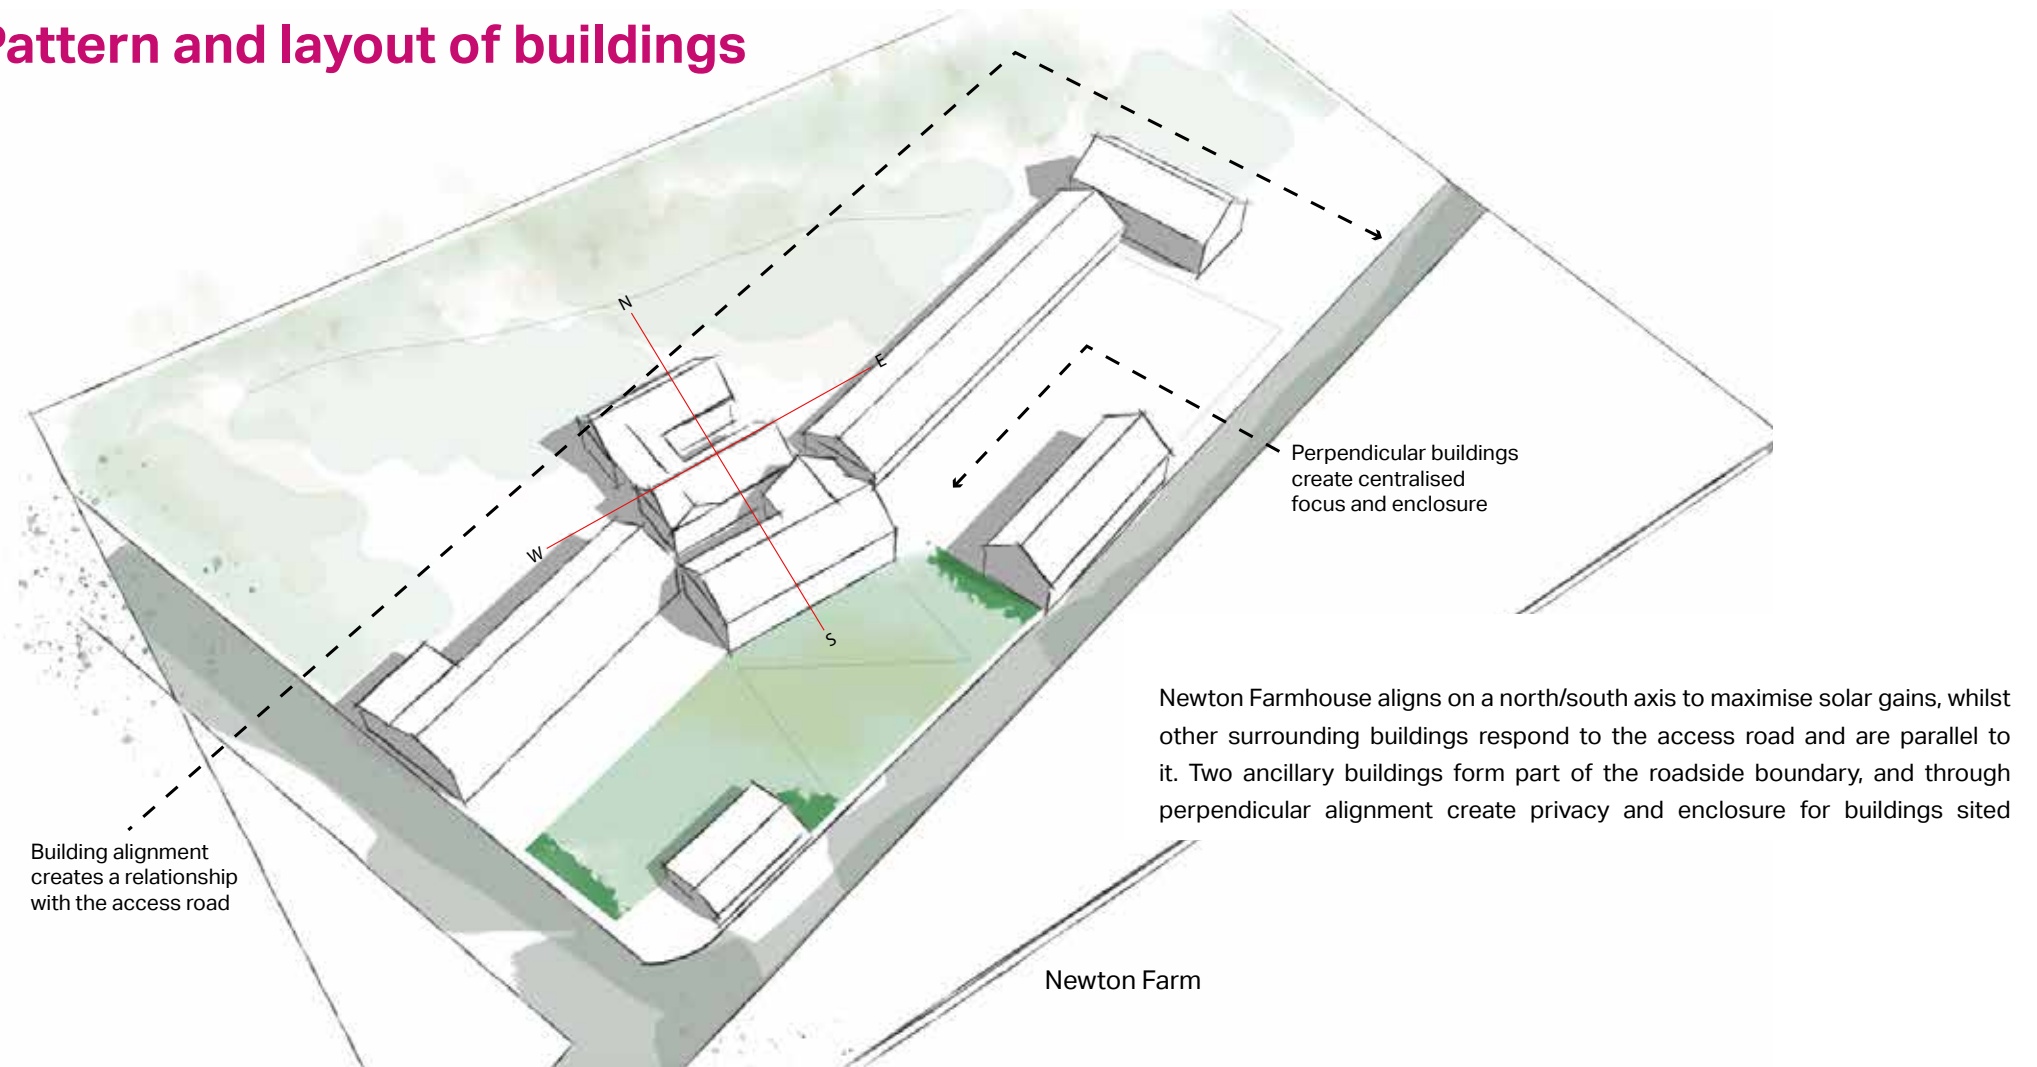 Pattern and layout of buildings
N
E
W
S
Perpendicular buildings
create centralised
focus and enclosure
Newton Farmhouse aligns on a north/south axis to maximise solar gains, whilst
other surrounding buildings respond to the access road and are parallel to
it. Two ancillary buildings form part of the roadside boundary, and through
perpendicular alignment create privacy and enclosure for buildings sited
Building alignment
creates a relationship
with the access road
Newton Farm